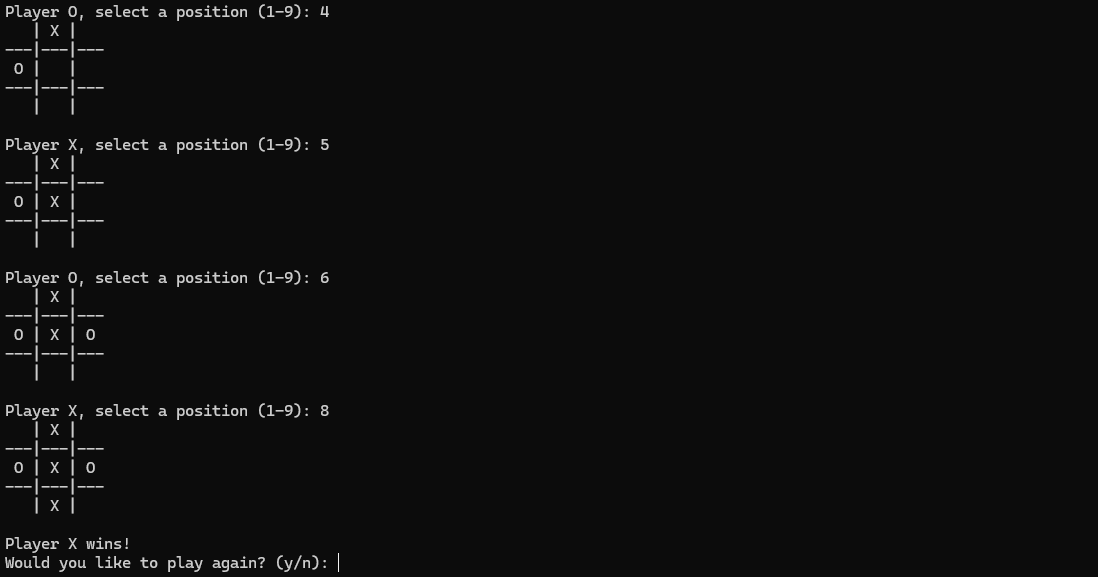 Player O, select a position (1-9): 4
   | X |
---|---|---
 O |   |
---|---|---
   |   |

Player X, select a position (1-9): 5
   | X |
---|---|---
 O | X |
---|---|---
   |   |

Player O, select a position (1-9): 6
   | X |
---|---|---
 O | X | O
---|---|---
   |   |

Player X, select a position (1-9): 8
   | X |
---|---|---
 O | X | O
---|---|---
   | X |

Player X wins!
Would you like to play again? (y/n):